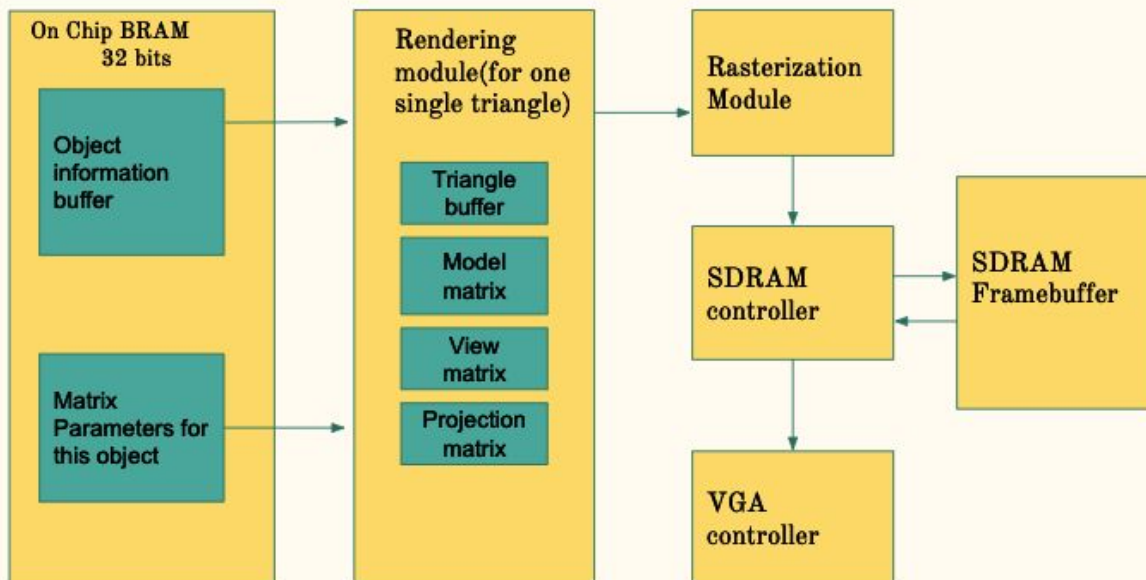 On Chip BRAM
32 bits
Object
information
buffer
Matrix
Parameters for
this object
Rendering
module(for one
single triangle)
Triangle
buffer
Model
matrix
View
matrix
Projection
matrix
Rasterization
Module
SDRAM
controller
SDRAM
Framebuffer
VGA
controller